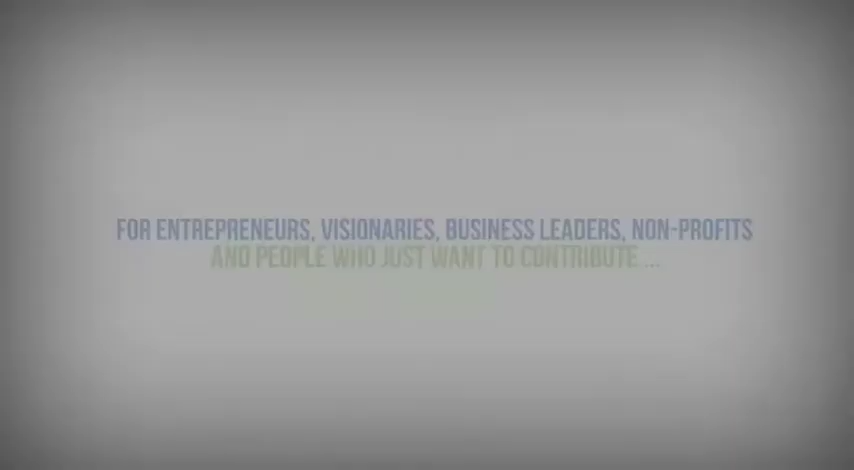 FOR ENTREPRENEURS, VISIONARIES, BUSINESS LEADERS, NON-PROFITS
AND PEOPLE WHO JUST WANT TO CONTRIBUTE ...